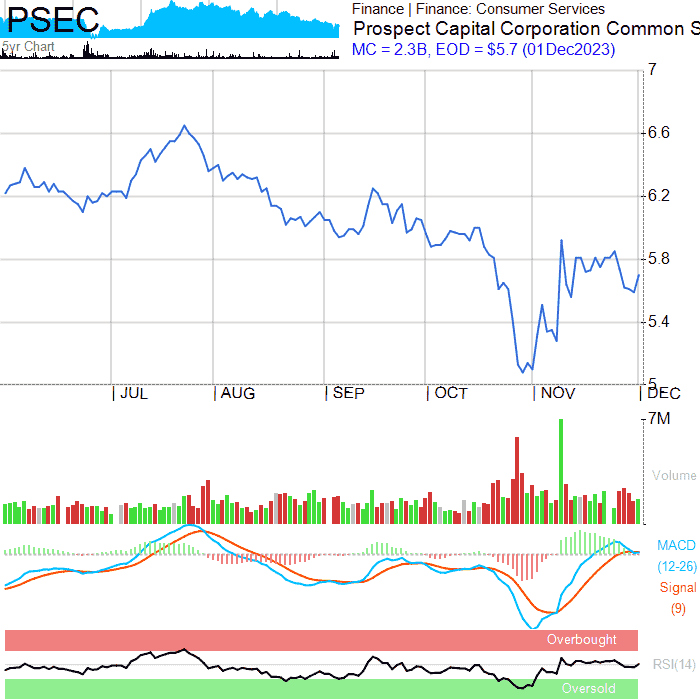 PSEC
5yr Chart
Finance | Finance: Consumer Services
Prospect Capital Corporation Common S
MC = 2.3B, EOD = $5.7 (01Dec2023)
7
6.6
6.2
5.8
5.4
5
JUL AUG SEP OCT NOV DEC
7M
Volume
MACD
(12-26)
Signal
(9)
Overbought
RSI(14)
Oversold